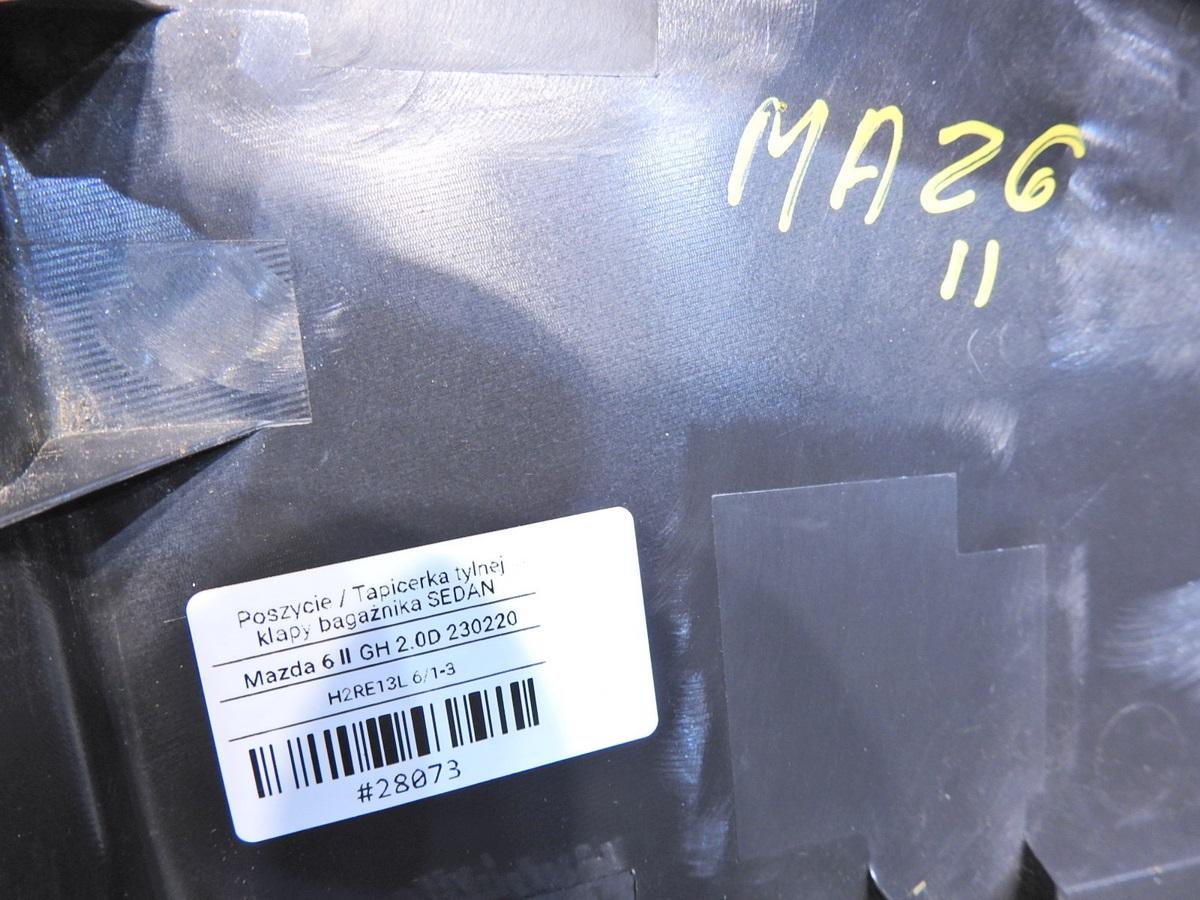 MAZ6
II
Poszycie / Tapicerka tylnej
klapy bagażnika SEDAN
Mazda 6 II GH 2.0D 230220
H2RE13L 6/1-3
#28073